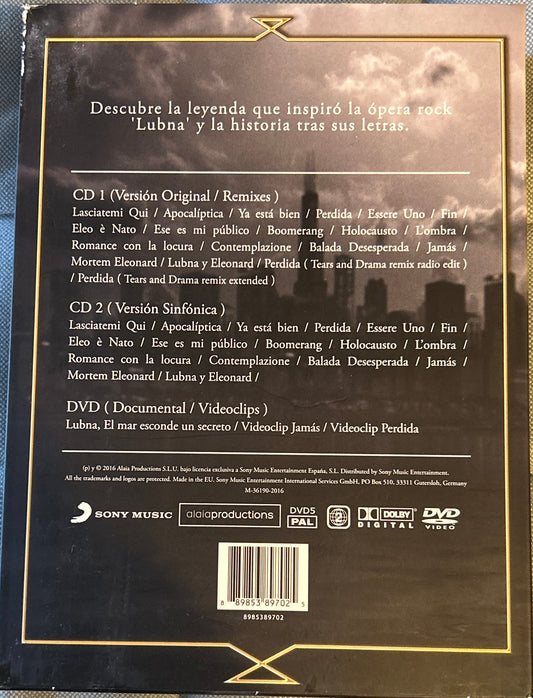 Descubre la leyenda que inspiró la ópera rock
'Lubna' y la historia tras sus letras.
CD 1 (Versión Original / Remixes )
Lasciatemi Qui / Apocalíptica / Ya está bien / Perdida / Essere Uno / Fin /
Eleo è Nato / Ese es mi público / Boomerang / Holocausto / L'ombra /
Romance con la locura / Contemplazione / Balada Desesperada / Jamás /
Mortem Eleonard / Lubna y Eleonard / Perdida ( Tears and Drama remix radio edit )
/ Perdida ( Tears and Drama remix extended )
CD 2 ( Versión Sinfónica )
Lasciatemi Qui / Apocalíptica / Ya está bien / Perdida / Essere Uno / Fin /
Eleo è Nato / Ese es mi público / Boomerang / Holocausto / L'ombra /
Romance con la locura / Contemplazione / Balada Desesperada / Jamás /
Mortem Eleonard / Lubna y Eleonard /
DVD ( Documental / Videoclips )
Lubna, El mar esconde un secreto / Videoclip Jamás / Videoclip Perdida
(p) y © 2016 Alaia Productions S.L.U. bajo licencia exclusiva a Sony Music Entertainment España, S.L. Distributed by Sony Music Entertainment.
All the trademarks and logos are protected. Made in the EU. Sony Music Entertainment International Services GmbH, PO Box 510, 33311 Gutersloh, Germany
M-36190-2016
SONY MUSIC alaiaproductions DVD5 PAL 2 DOLBY DIGITAL DVD VIDEO
8 89853 89702 5
8985389702